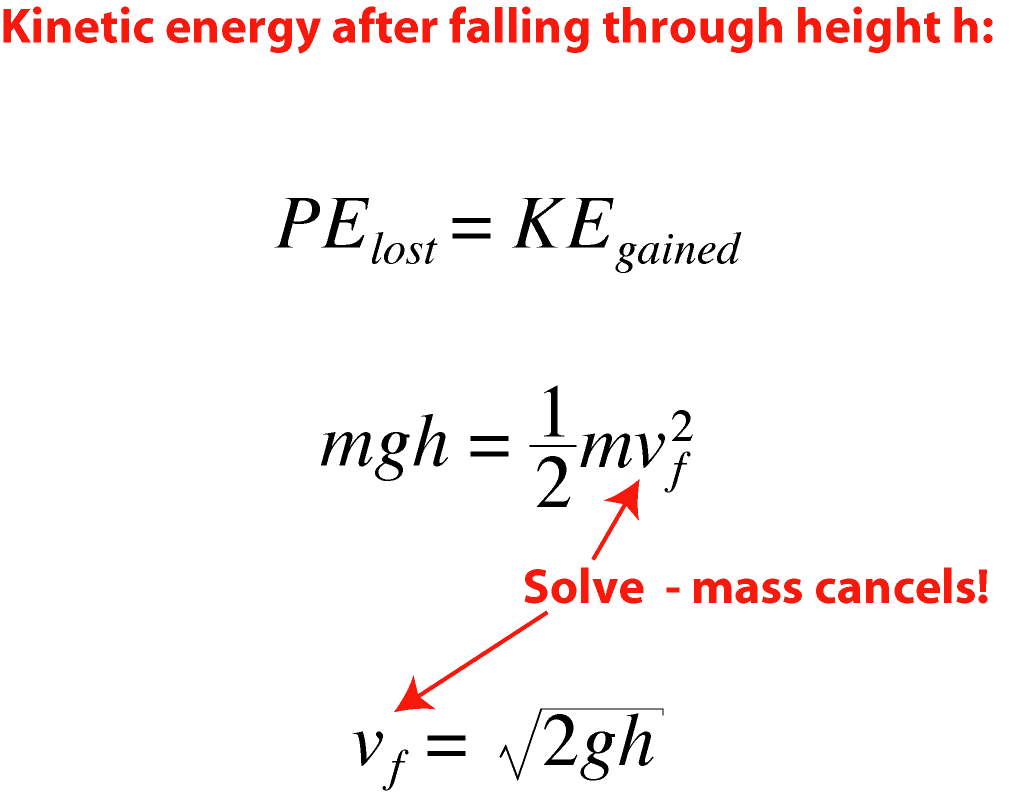 Kinetic energy after falling through height h:
PE_lost = KE_gained
mgh = 1/2 mv_f^2
Solve - mass cancels!
v_f = √2gh